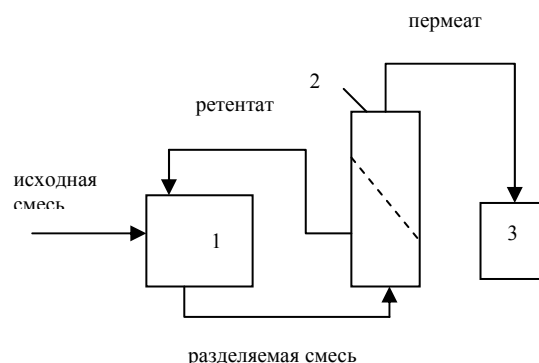 пермеат
2
ретентат
исходная
смесь
1
3
разделяемая смесь